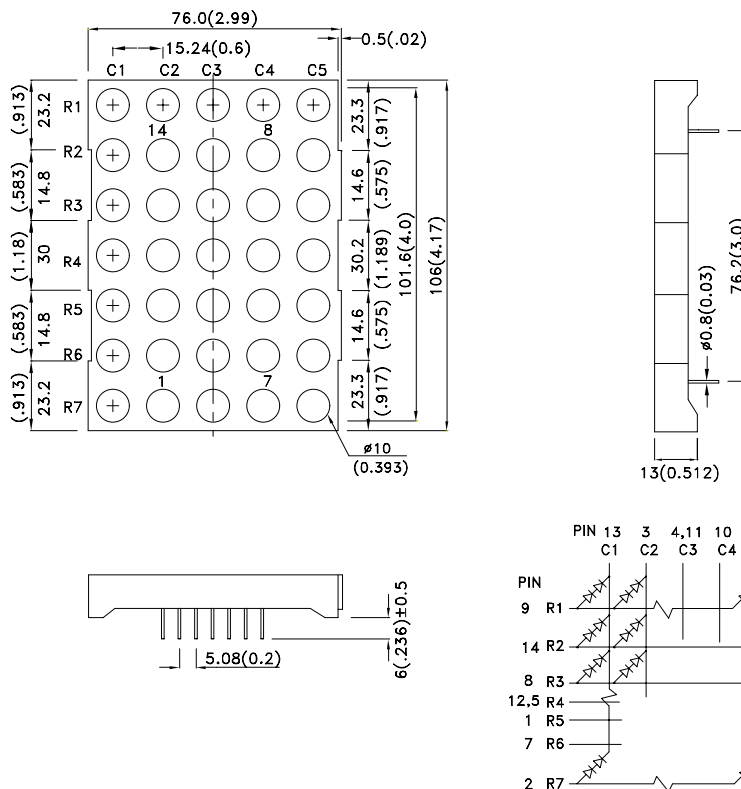 76.0(2.99)
15.24(0.6)
0.5(.02)
C1 C2 C3 C4 C5
R1
R2
R3
R4
R5
R6
R7
14 8
1 7
(.913) 23.2
(.583) 14.8
(1.18) 30
(.583) 14.8
(.913) 23.2
23.3 (.917)
14.6 (.575)
30.2 (1.189)
14.6 (.575)
23.3 (.917)
101.6(4.0)
106(4.17)
ø10
(0.393)
76.2(3.0)
ø0.8(0.03)
13(0.512)
5.08(0.2)
6(.236)±0.5
PIN 13 3 4,11 10
C1 C2 C3 C4
PIN
9 R1
14 R2
8 R3
12,5 R4
1 R5
7 R6
2 R7